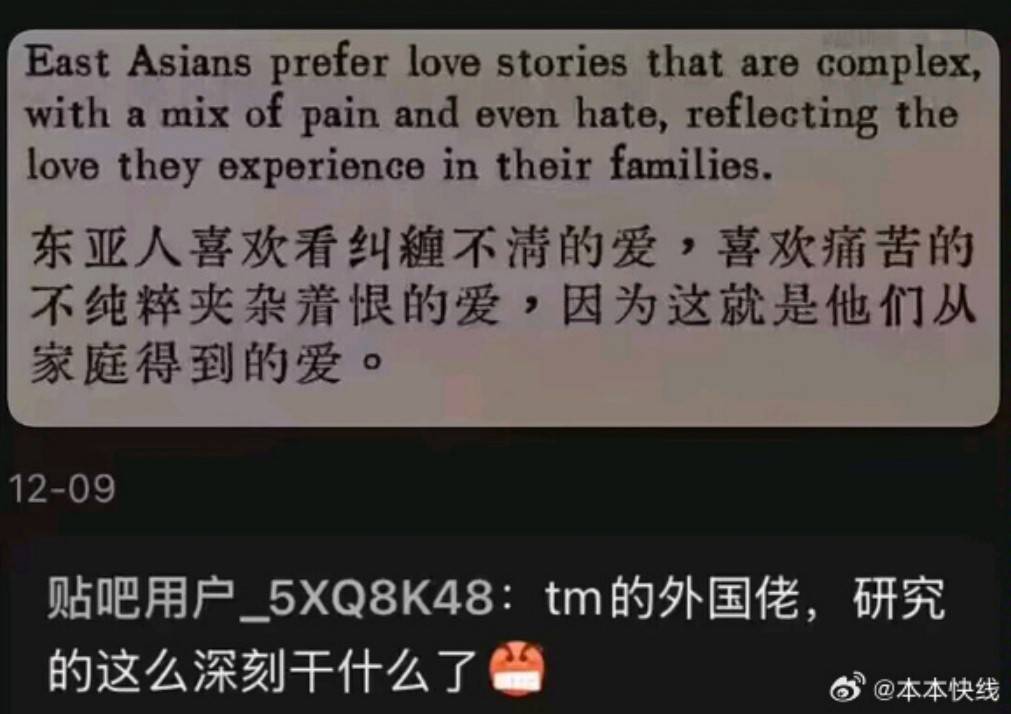 East Asians prefer love stories that are complex,
with a mix of pain and even hate, reflecting the
love they experience in their families.
东亚人喜欢看纠纏不清的爱，喜欢痛苦的
不纯粹夹杂着恨的爱，因为这就是他们从
家庭得到的爱。
12-09
贴吧用户_5XQ8K48：tm的外国佬，研究
的这么深刻干什么了
@本本快线